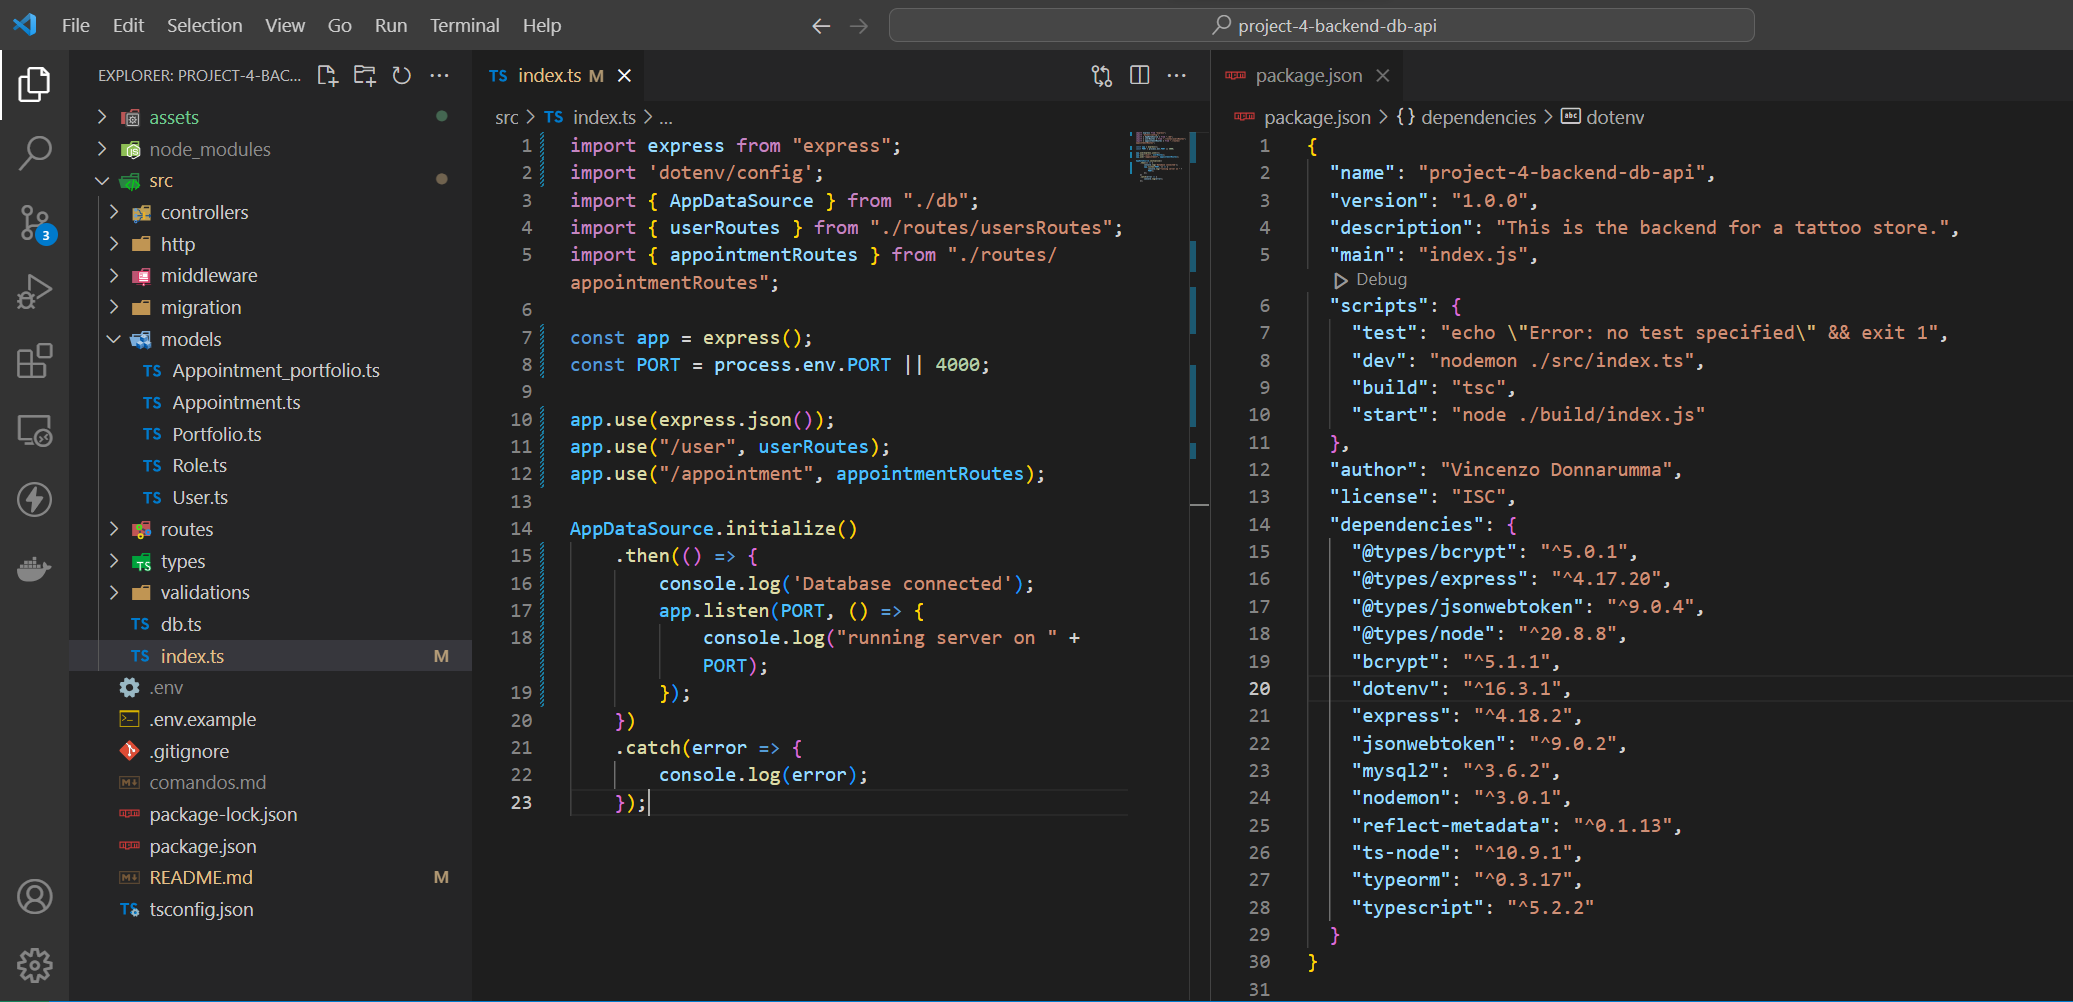 File Edit Selection View Go Run Terminal Help
project-4-backend-db-api
EXPLORER: PROJECT-4-BAC...
assets
node_modules
src
controllers
http
middleware
migration
models
TS Appointment_portfolio.ts
TS Appointment.ts
TS Portfolio.ts
TS Role.ts
TS User.ts
routes
types
validations
TS db.ts
TS index.ts M
.env
.env.example
.gitignore
comandos.md
package-lock.json
package.json
README.md M
TS tsconfig.json
3
TS index.ts M
src > TS index.ts > ...
1 import express from "express";
2 import 'dotenv/config';
3 import { AppDataSource } from "./db";
4 import { userRoutes } from "./routes/usersRoutes";
5 import { appointmentRoutes } from "./routes/
appointmentRoutes";
6
7 const app = express();
8 const PORT = process.env.PORT || 4000;
9
10 app.use(express.json());
11 app.use("/user", userRoutes);
12 app.use("/appointment", appointmentRoutes);
13
14 AppDataSource.initialize()
15 .then(() => {
16 console.log('Database connected');
17 app.listen(PORT, () => {
18 console.log("running server on " +
PORT);
19 });
20 })
21 .catch(error => {
22 console.log(error);
23 });
package.json
package.json > {} dependencies > abc dotenv
1 {
2 "name": "project-4-backend-db-api",
3 "version": "1.0.0",
4 "description": "This is the backend for a tattoo store.",
5 "main": "index.js",
Debug
6 "scripts": {
7 "test": "echo \"Error: no test specified\" && exit 1",
8 "dev": "nodemon ./src/index.ts",
9 "build": "tsc",
10 "start": "node ./build/index.js"
11 },
12 "author": "Vincenzo Donnarumma",
13 "license": "ISC",
14 "dependencies": {
15 "@types/bcrypt": "^5.0.1",
16 "@types/express": "^4.17.20",
17 "@types/jsonwebtoken": "^9.0.4",
18 "@types/node": "^20.8.8",
19 "bcrypt": "^5.1.1",
20 "dotenv": "^16.3.1",
21 "express": "^4.18.2",
22 "jsonwebtoken": "^9.0.2",
23 "mysql2": "^3.6.2",
24 "nodemon": "^3.0.1",
25 "reflect-metadata": "^0.1.13",
26 "ts-node": "^10.9.1",
27 "typeorm": "^0.3.17",
28 "typescript": "^5.2.2"
29 }
30 }
31